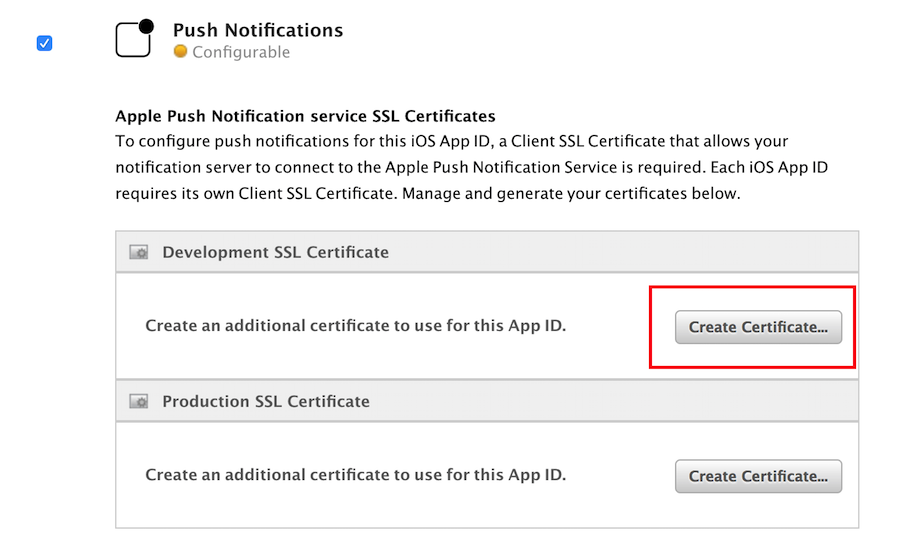 Push Notifications
Configurable
Apple Push Notification service SSL Certificates
To configure push notifications for this iOS App ID, a Client SSL Certificate that allows your
notification server to connect to the Apple Push Notification Service is required. Each iOS App ID
requires its own Client SSL Certificate. Manage and generate your certificates below.
Development SSL Certificate
Create an additional certificate to use for this App ID.
Create Certificate...
Production SSL Certificate
Create an additional certificate to use for this App ID.
Create Certificate...